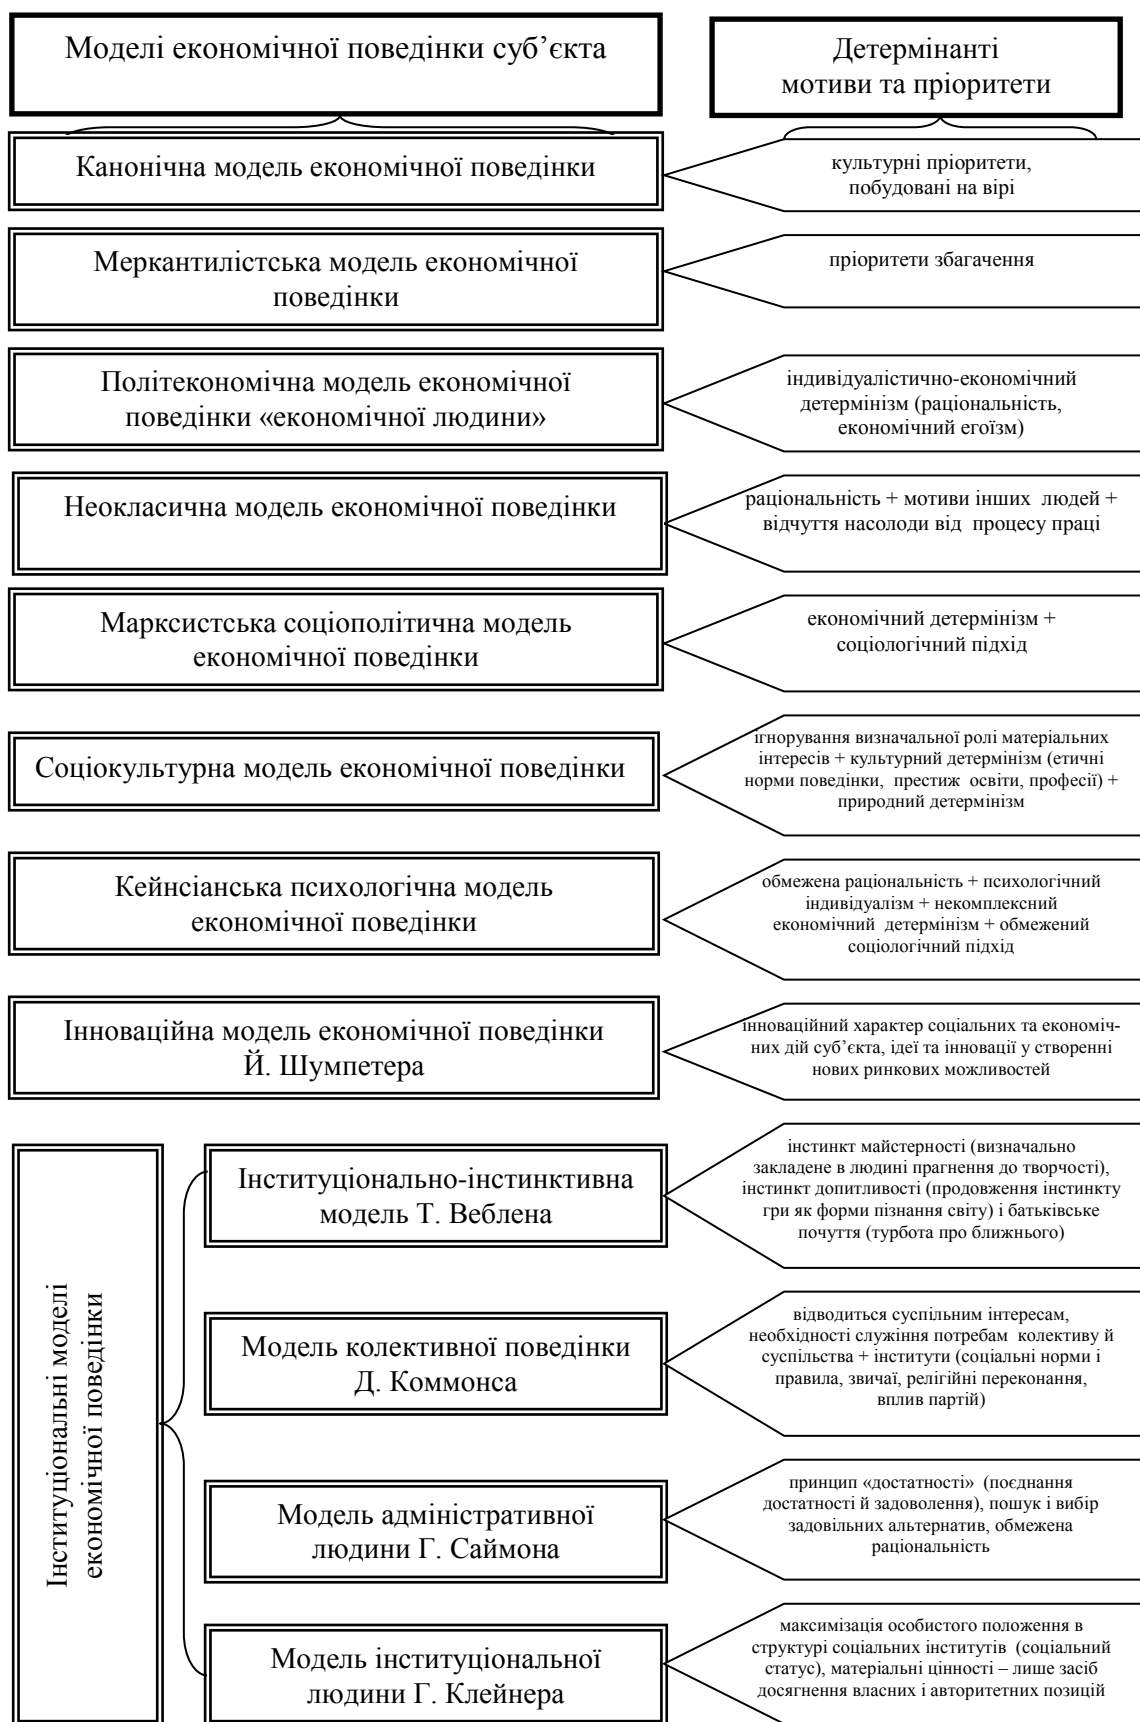 Моделі економічної поведінки суб’єкта
Детермінанті
мотиви та пріоритети
Канонічна модель економічної поведінки
культурні пріоритети,
побудовані на вірі
Меркантилістська модель економічної
поведінки
пріоритети збагачення
Політекономічна модель економічної
поведінки «економічної людини»
індивідуалістично-економічний
детермінізм (раціональність,
економічний егоїзм)
Неокласична модель економічної поведінки
раціональність + мотиви інших людей +
відчуття насолоди від процесу праці
Марксистська соціополітична модель
економічної поведінки
економічний детермінізм +
соціологічний підхід
Соціокультурна модель економічної поведінки
ігнорування визначальної ролі матеріальних
інтересів + культурний детермінізм (етичні
норми поведінки, престиж освіти, професії) +
природний детермінізм
Кейнсіанська психологічна модель
економічної поведінки
обмежена раціональність + психологічний
індивідуалізм + некомплексний
економічний детермінізм + обмежений
соціологічний підхід
Інноваційна модель економічної поведінки
Й. Шумпетера
інноваційний характер соціальних та економіч-
них дій суб’єкта, ідеї та інновації у створенні
нових ринкових можливостей
Інституціональні моделі
економічної поведінки
Інституціонально-інстинктивна
модель Т. Веблена
інстинкт майстерності (визначально
закладене в людині прагнення до творчості),
інстинкт допитливості (продовження інстинкту
гри як форми пізнання світу) і батьківське
почуття (турбота про ближнього)
Модель колективної поведінки
Д. Коммонса
відводиться суспільним інтересам,
необхідності служіння потребам колективу й
суспільства + інститути (соціальні норми і
правила, звичаї, релігійні переконання,
вплив партій)
Модель адміністративної
людини Г. Саймона
принцип «достатності» (поєднання
достатності й задоволення), пошук і вибір
задовільних альтернатив, обмежена
раціональність
Модель інституціональної
людини Г. Клейнера
максимізація особистого положення в
структурі соціальних інститутів (соціальний
статус), матеріальні цінності – лише засіб
досягнення власних і авторитетних позицій